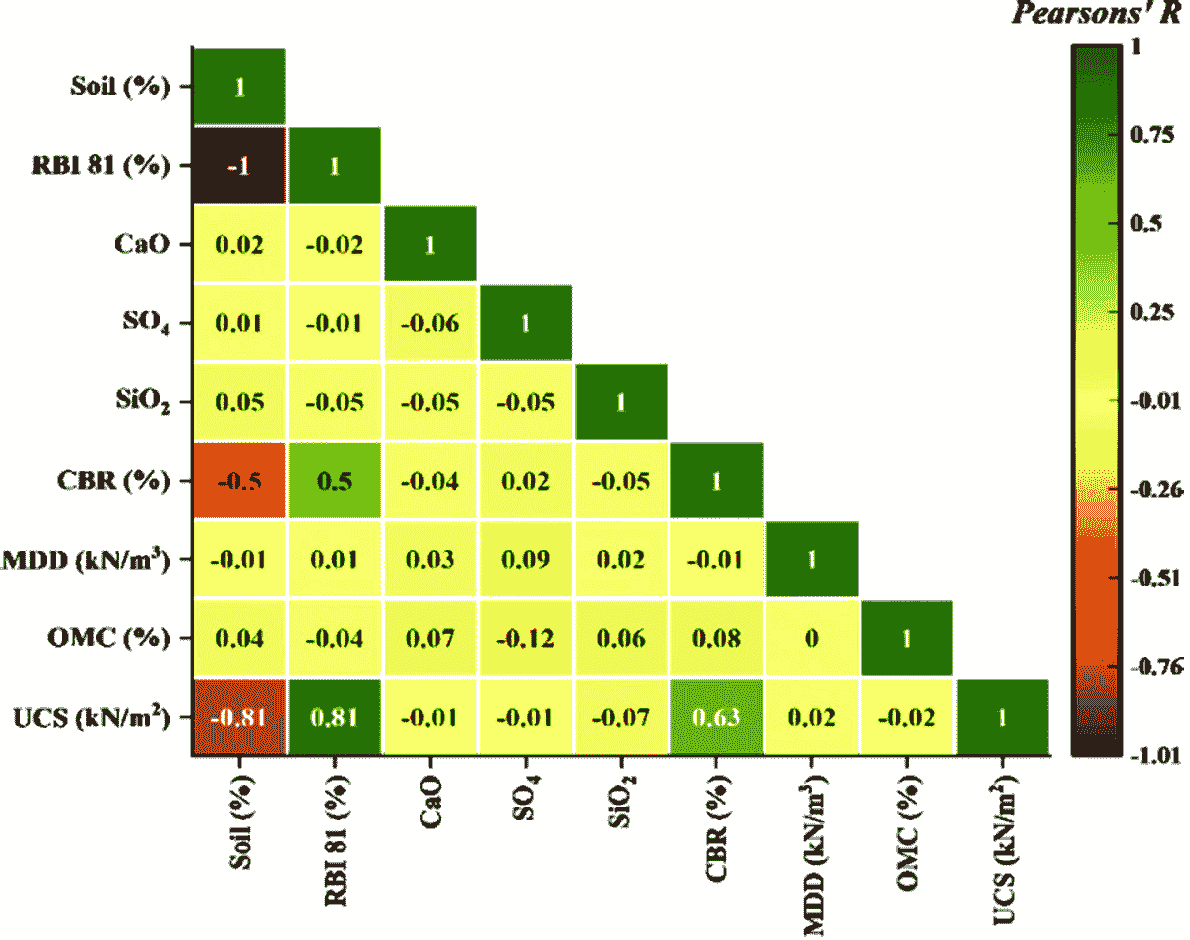 Pearsons' R
Soil (%) 1
RBI 81 (%) -1 1
CaO 0.02 -0.02 1
SO₄ 0.01 -0.01 -0.06 1
SiO₂ 0.05 -0.05 -0.05 -0.05 1
CBR (%) -0.5 0.5 -0.04 0.02 -0.05 1
MDD (kN/m³) -0.01 0.01 0.03 0.09 0.02 -0.01 1
OMC (%) 0.04 -0.04 0.07 -0.12 0.06 0.08 0 1
UCS (kN/m²) -0.81 0.81 -0.01 -0.01 -0.07 0.63 0.02 -0.02 1
Soil (%)
RBI 81 (%)
CaO
SO₄
SiO₂
CBR (%)
MDD (kN/m³)
OMC (%)
UCS (kN/m²)
1
0.75
0.5
0.25
-0.01
-0.26
-0.51
-0.76
-1.01